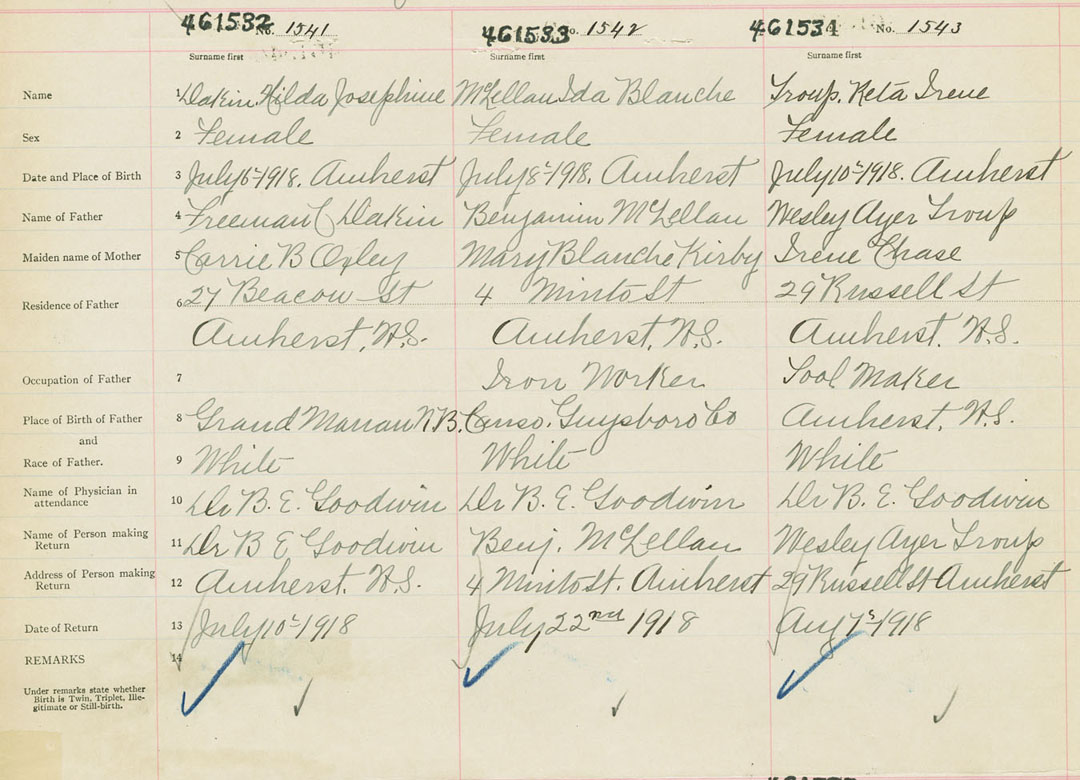 461532 No. 1541 461533 No. 1542 461534 No. 1543
Surname first Surname first Surname first
Name 1 Dakin Hilda Josephine McLellan Ida Blanche Troup. Reta Irene
Sex 2 Female Female Female
Date and Place of Birth 3 July 6-1918. Amherst July 8-1918. Amherst July 10-1918. Amherst
Name of Father 4 Freeman C Dakin Benjamin McLellan Wesley Ayer Troup
Maiden name of Mother 5 Carrie B Oxley Mary Blanche Kirby Irene Chase
Residence of Father 6 27 Beacon St 4 Minto St 29 Russell St
Amherst, N.S. Amherst, N.S. Amherst. N.S.
Occupation of Father 7 Iron Worker Tool Maker
Place of Birth of Father 8 Grand Manan N.B. Canso. Guysboro Co Amherst. N.S.
and
Race of Father. 9 White White White
Name of Physician in attendance 10 Dr B. E. Goodwin Dr B. E. Goodwin Dr B. E. Goodwin
Name of Person making Return 11 Dr B E Goodwin Benj. McLellan Wesley Ayer Troup
Address of Person making Return 12 Amherst. N.S. 4 Minto St. Amherst 29 Russell St Amherst
Date of Return 13 July 10-1918 July 22nd 1918 Aug 1s-1918
REMARKS 14
Under remarks state whether
Birth is Twin, Triplet, Ille-
gitimate or Still-birth.